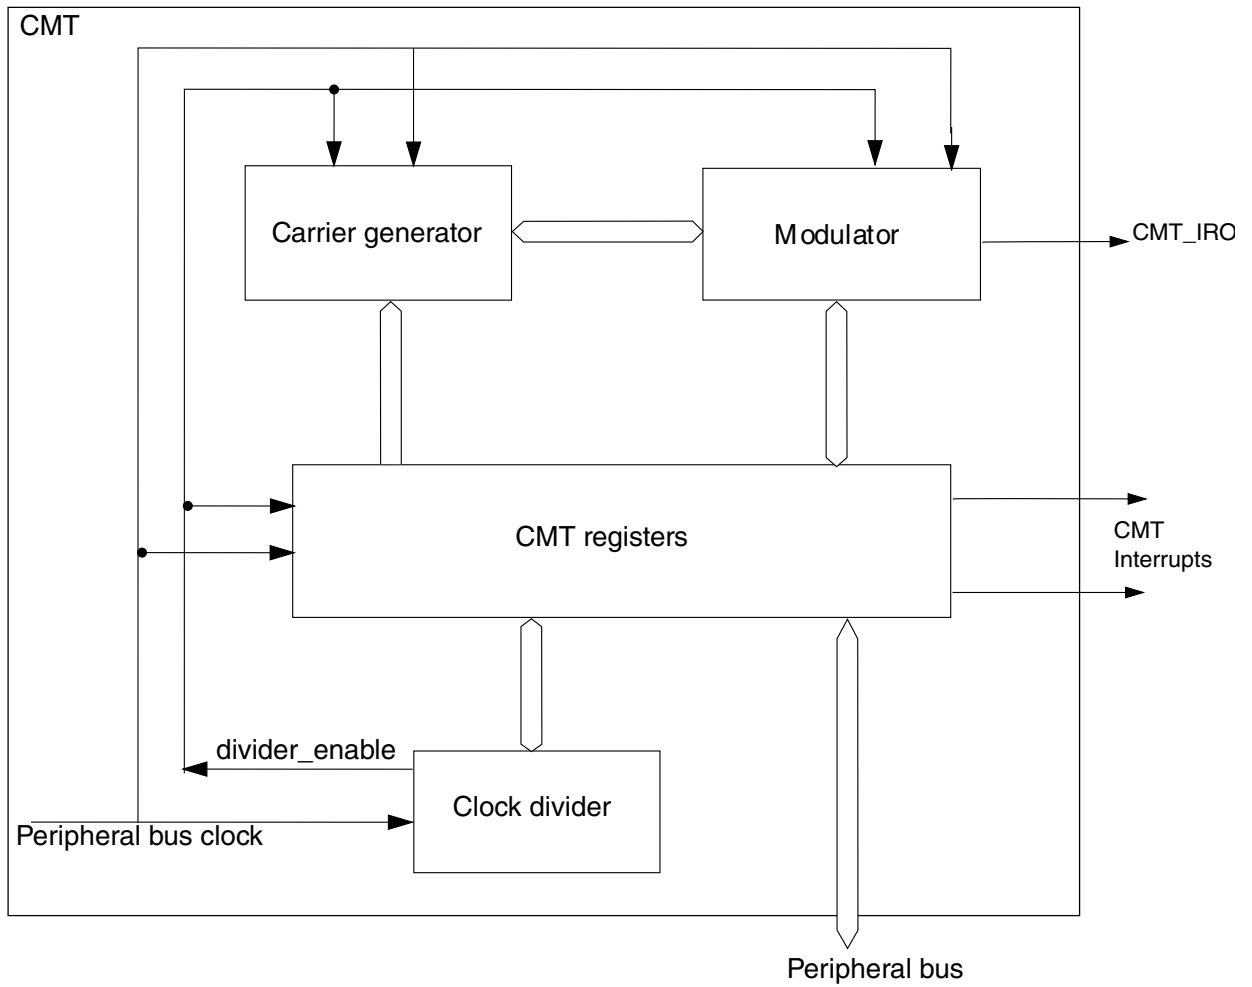 CMT
Carrier generator
Modulator
CMT_IRO
CMT registers
CMT
Interrupts
divider_enable
Clock divider
Peripheral bus clock
Peripheral bus